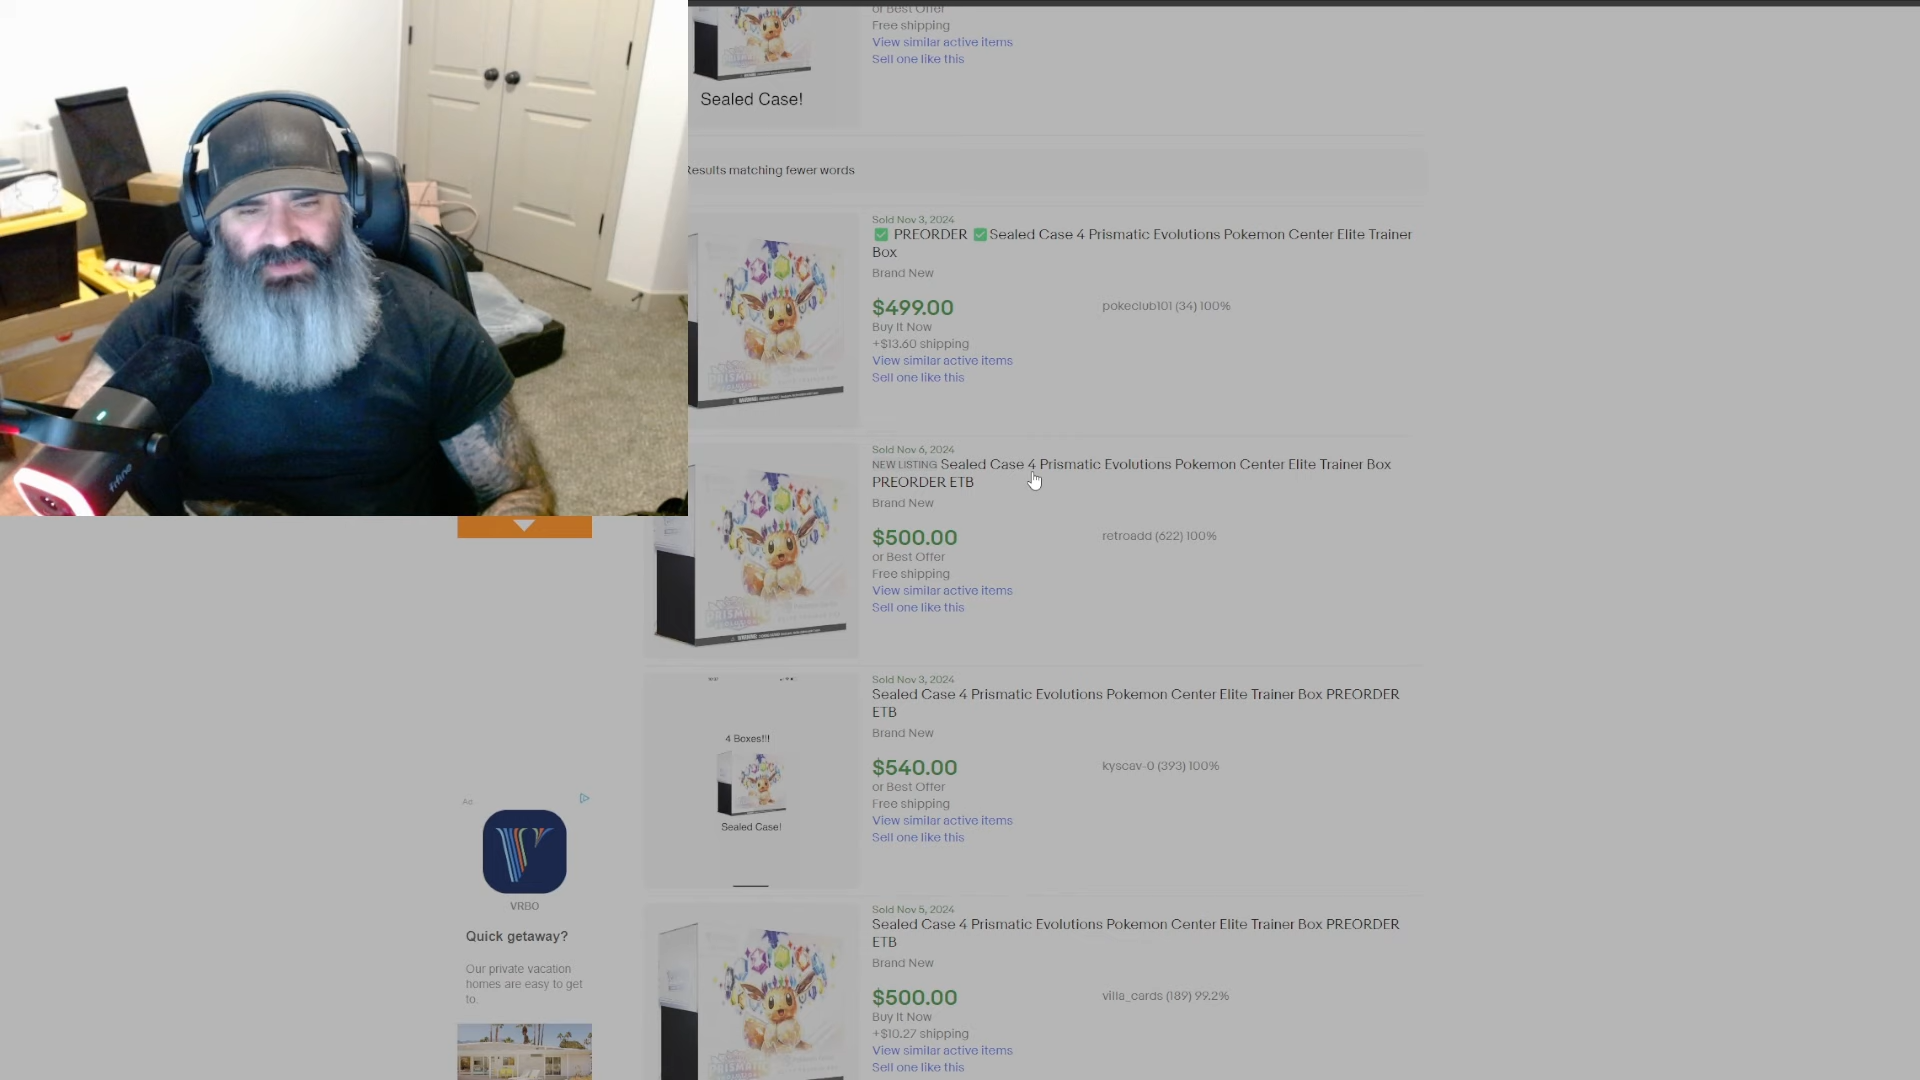 or Best Offer
Free shipping
View similar active items
Sell one like this
Sealed Case!
Results matching fewer words
Sold Nov 3, 2024
✅ PREORDER ✅Sealed Case 4 Prismatic Evolutions Pokemon Center Elite Trainer
Box
Brand New
$499.00
pokeclub101 (34) 100%
Buy It Now
+$13.60 shipping
View similar active items
Sell one like this
Sold Nov 6, 2024
NEW LISTING Sealed Case 4 Prismatic Evolutions Pokemon Center Elite Trainer Box
PREORDER ETB
Brand New
$500.00
retroadd (622) 100%
or Best Offer
Free shipping
View similar active items
Sell one like this
Sold Nov 3, 2024
Sealed Case 4 Prismatic Evolutions Pokemon Center Elite Trainer Box PREORDER
ETB
4 Boxes!!!
Sealed Case!
Brand New
$540.00
kyscav-0 (393) 100%
or Best Offer
Free shipping
View similar active items
Sell one like this
Sold Nov 5, 2024
Sealed Case 4 Prismatic Evolutions Pokemon Center Elite Trainer Box PREORDER
ETB
Brand New
$500.00
villa_cards (189) 99.2%
Buy It Now
+$10.27 shipping
View similar active items
Sell one like this
Ad
VRBO
Quick getaway?
Our private vacation
homes are easy to get
to.
fifine